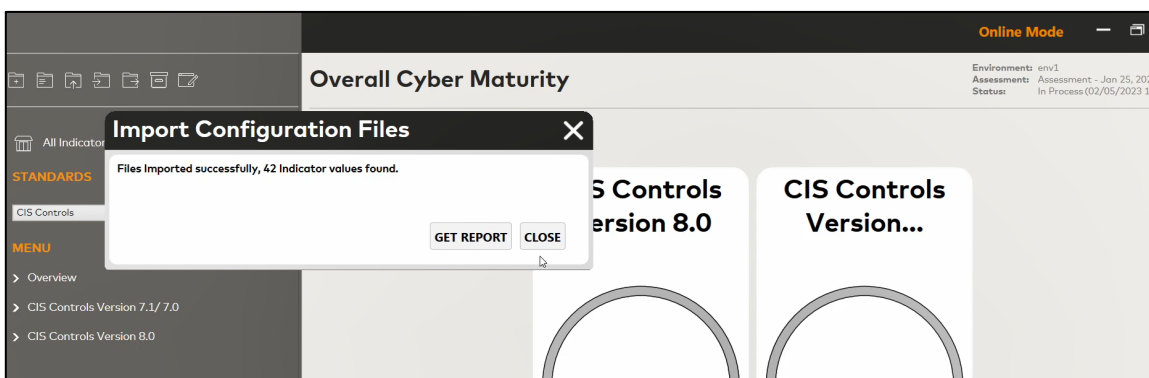 Online Mode
Overall Cyber Maturity
Environment: env1
Assessment: Assessment - Jan 25, 202
Status: In Process (02/05/2023 1
Import Configuration Files
Files Imported successfully, 42 Indicator values found.
GET REPORT CLOSE
All Indicator
STANDARDS
CIS Controls
MENU
Overview
CIS Controls Version 7.1/ 7.0
CIS Controls Version 8.0
S Controls
ersion 8.0
CIS Controls
Version...